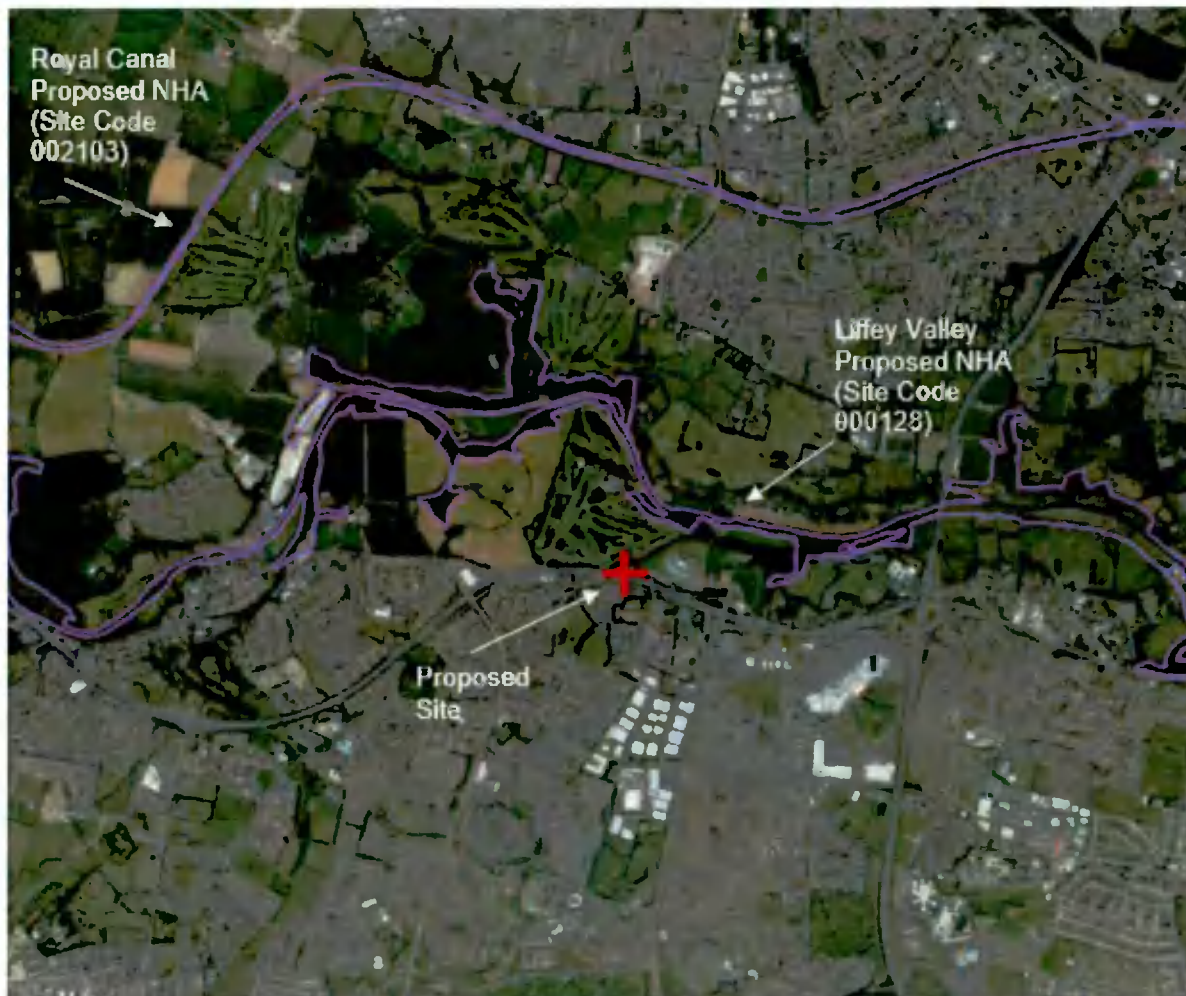 Royal Canal
Proposed NHA
(Site Code
002103)
Liffey Valley
Proposed NHA
(Site Code
000128)
Proposed
Site